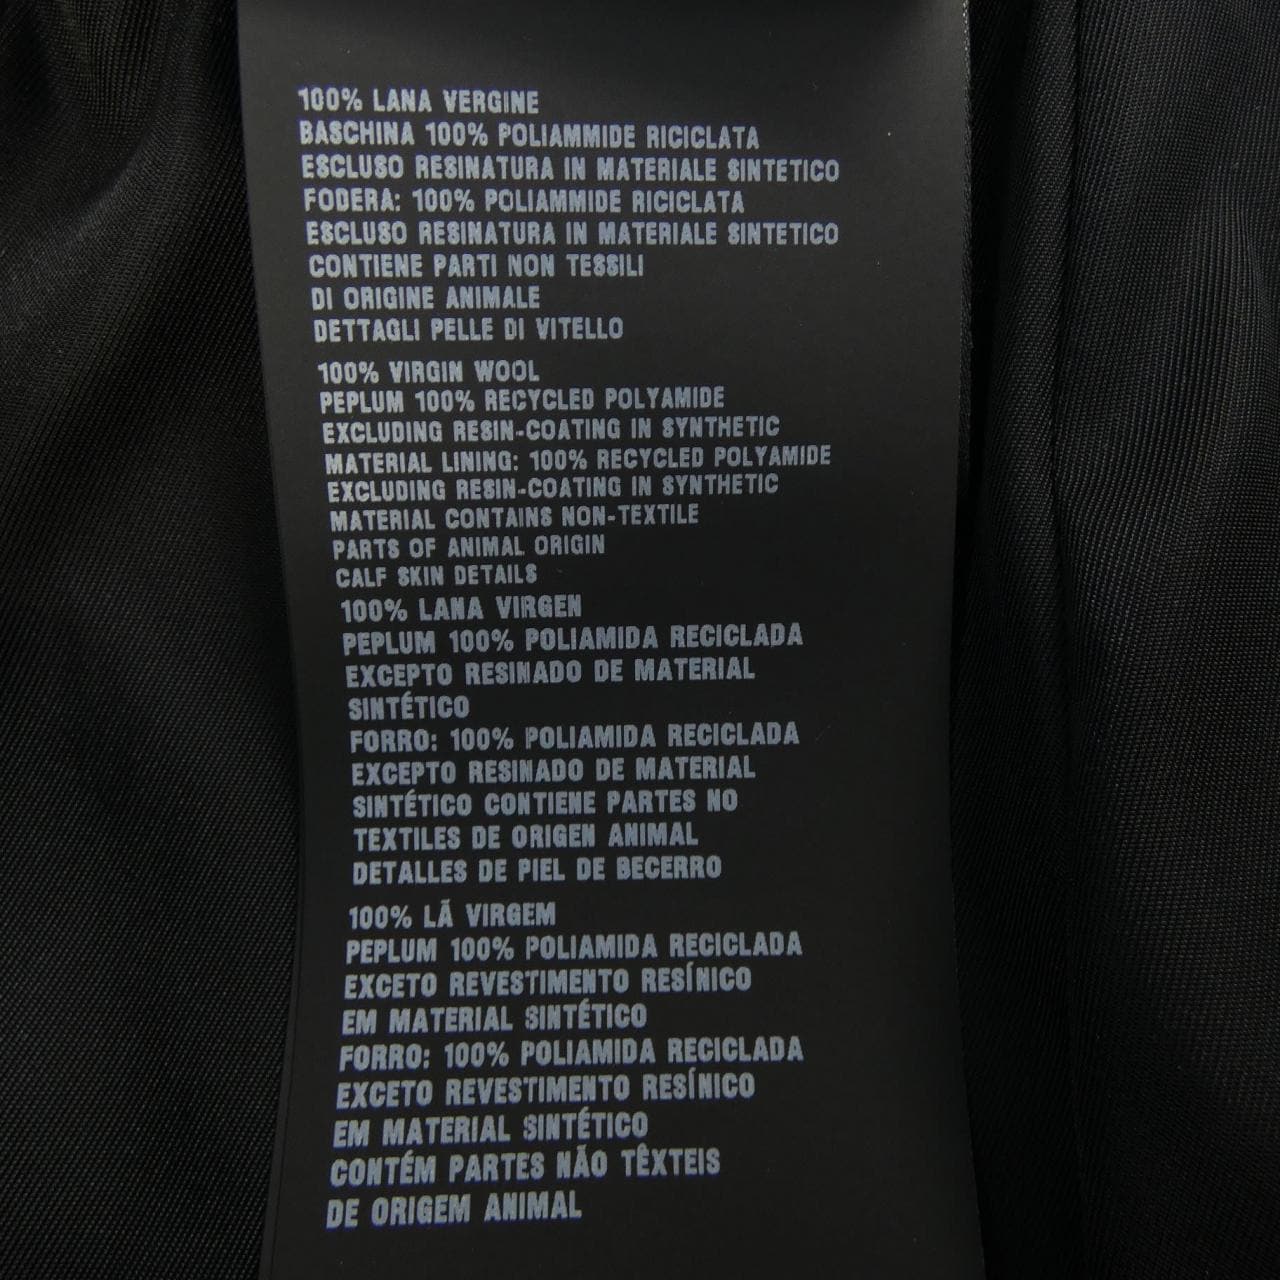 100% LANA VERGINE
BASCHINA 100% POLIAMMIDE RICICLATA
ESCLUSO RESINATURA IN MATERIALE SINTETICO
FODERA: 100% POLIAMMIDE RICICLATA
ESCLUSO RESINATURA IN MATERIALE SINTETICO
CONTIENE PARTI NON TESSILI
DI ORIGINE ANIMALE
DETTAGLI PELLE DI VITELLO
100% VIRGIN WOOL
PEPLUM 100% RECYCLED POLYAMIDE
EXCLUDING RESIN-COATING IN SYNTHETIC
MATERIAL LINING: 100% RECYCLED POLYAMIDE
EXCLUDING RESIN-COATING IN SYNTHETIC
MATERIAL CONTAINS NON-TEXTILE
PARTS OF ANIMAL ORIGIN
CALF SKIN DETAILS
100% LANA VIRGEN
PEPLUM 100% POLIAMIDA RECICLADA
EXCEPTO RESINADO DE MATERIAL
SINTÉTICO
FORRO: 100% POLIAMIDA RECICLADA
EXCEPTO RESINADO DE MATERIAL
SINTÉTICO CONTIENE PARTES NO
TEXTILES DE ORIGEN ANIMAL
DETALLES DE PIEL DE BECERRO
100% LÃ VIRGEM
PEPLUM 100% POLIAMIDA RECICLADA
EXCETO REVESTIMENTO RESÍNICO
EM MATERIAL SINTÉTICO
FORRO: 100% POLIAMIDA RECICLADA
EXCETO REVESTIMENTO RESÍNICO
EM MATERIAL SINTÉTICO
CONTÉM PARTES NÃO TÊXTEIS
DE ORIGEM ANIMAL